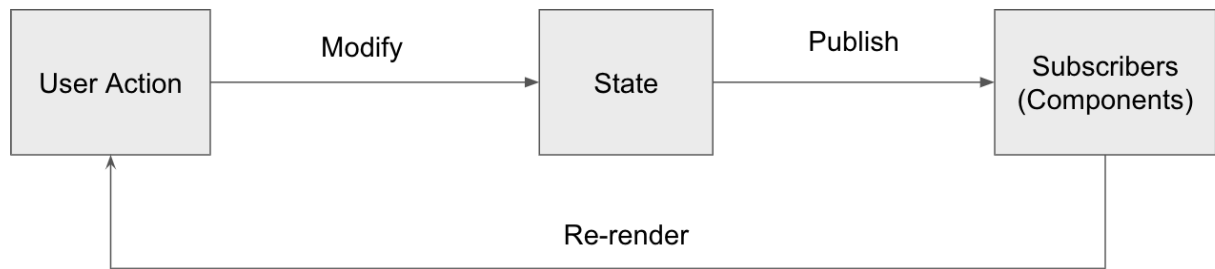 Modify
Publish
User Action
State
Subscribers
(Components)
Re-render